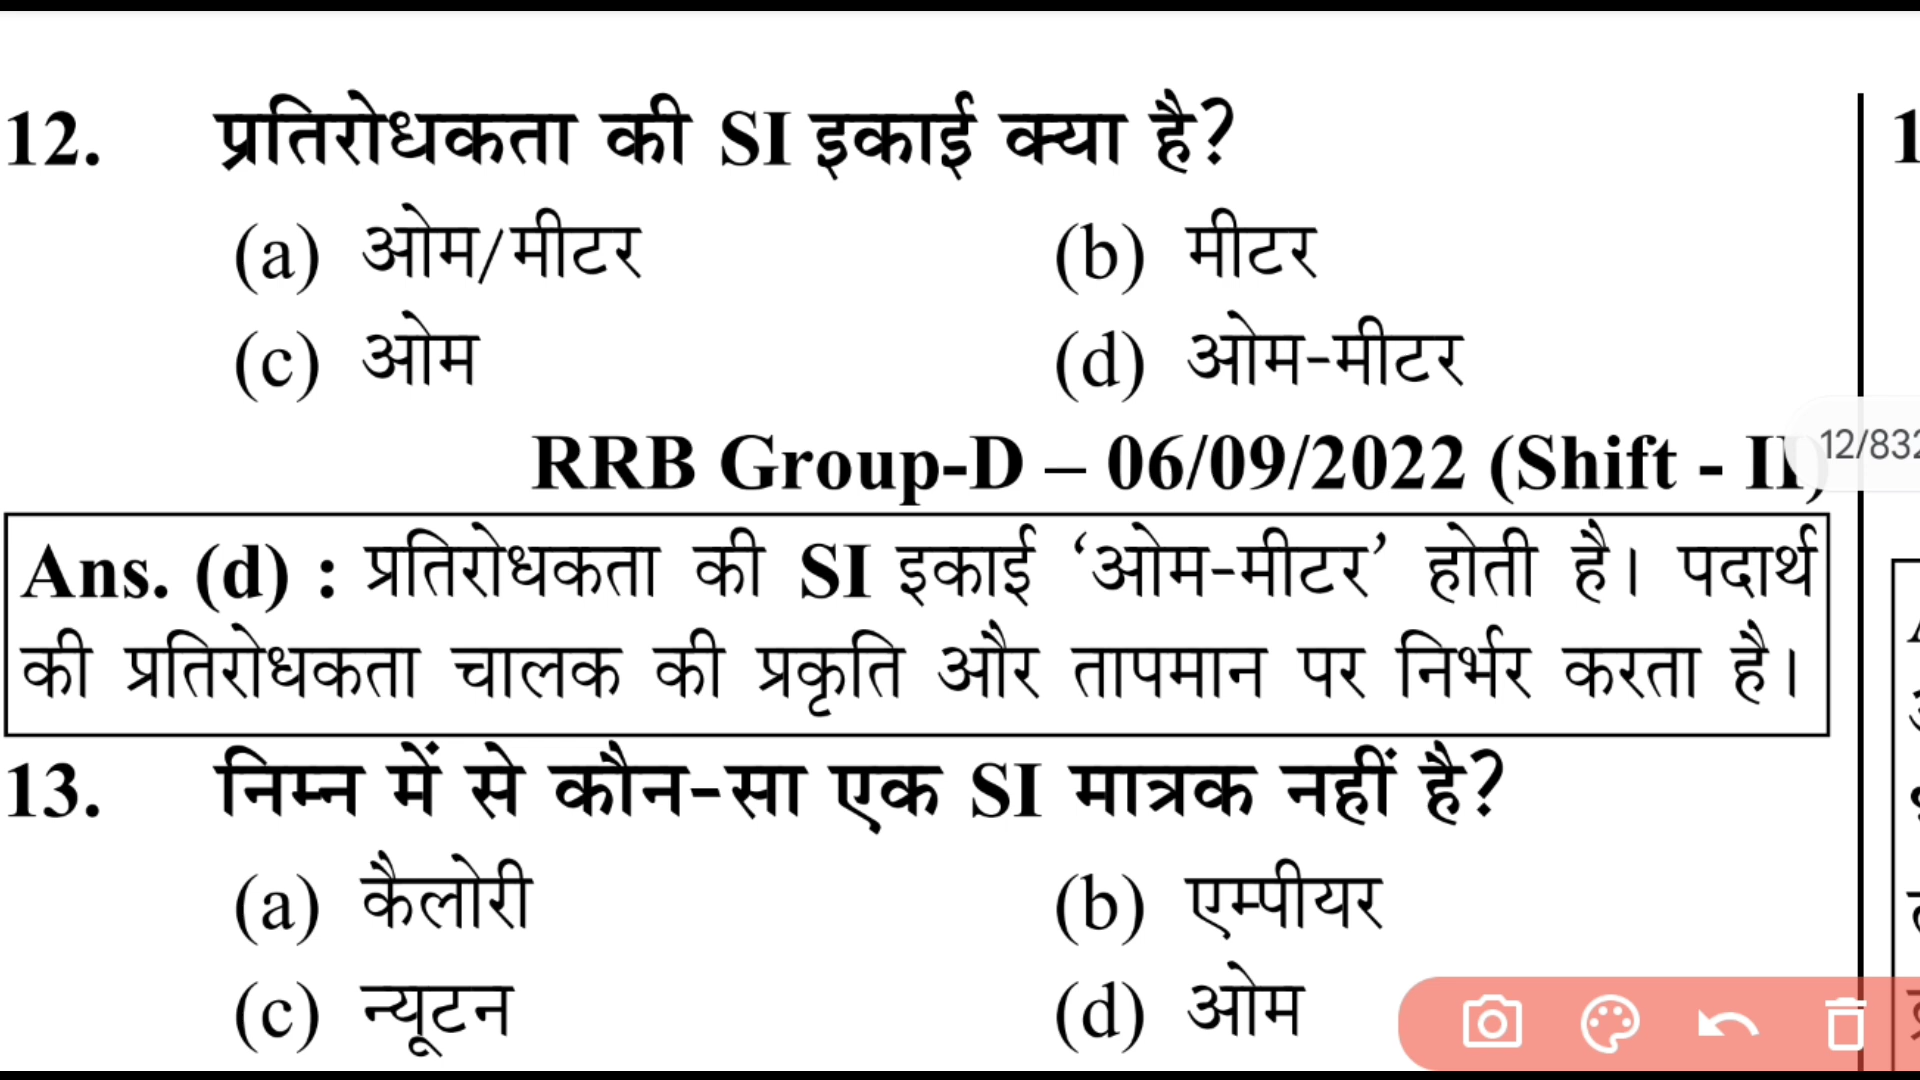 12. प्रतिरोधकता की SI इकाई क्या है?
(a) ओम/मीटर (b) मीटर
(c) ओम (d) ओम-मीटर
RRB Group-D – 06/09/2022 (Shift - II)
12/832
Ans. (d) : प्रतिरोधकता की SI इकाई ‘ओम-मीटर’ होती है। पदार्थ
की प्रतिरोधकता चालक की प्रकृति और तापमान पर निर्भर करता है।
13. निम्न में से कौन-सा एक SI मात्रक नहीं है?
(a) कैलोरी (b) एम्पीयर
(c) न्यूटन (d) ओम